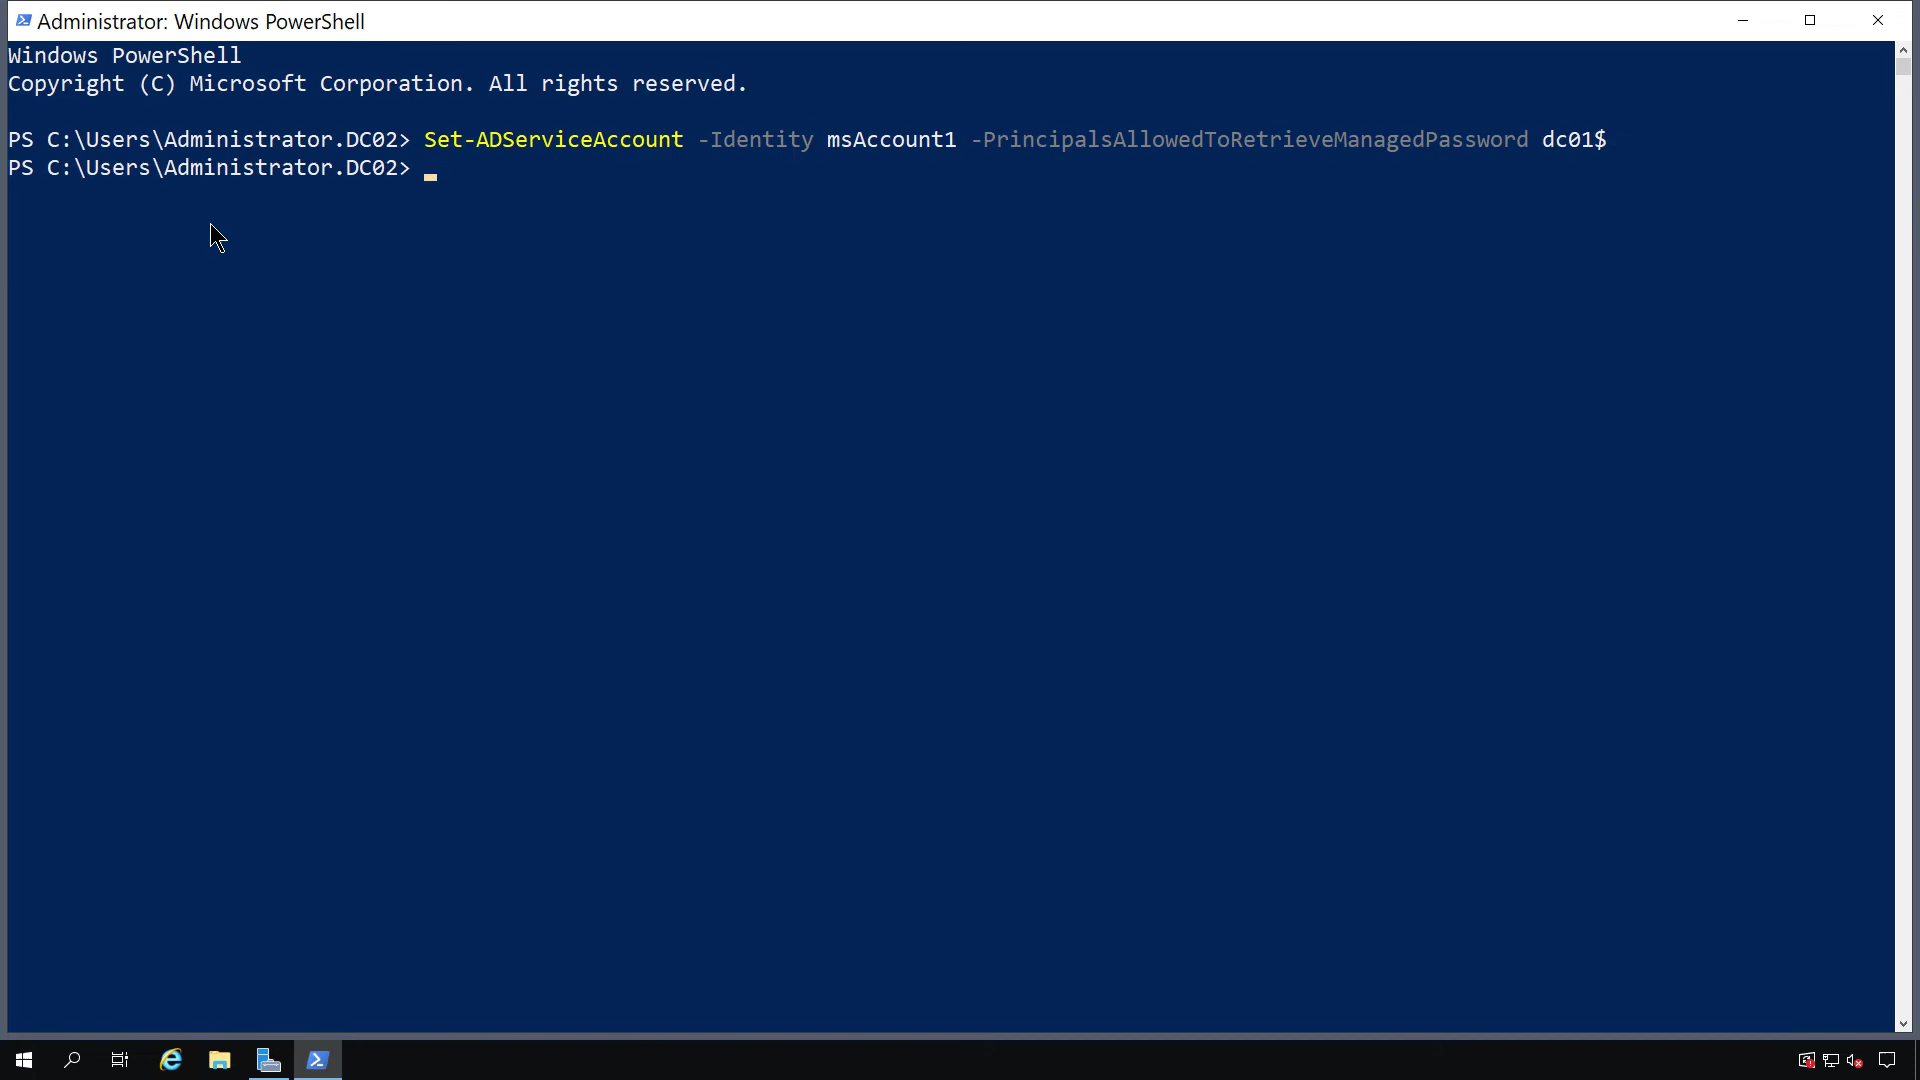 Administrator: Windows PowerShell
Windows PowerShell
Copyright (C) Microsoft Corporation. All rights reserved.
PS C:\Users\Administrator.DC02> Set-ADServiceAccount -Identity msAccount1 -PrincipalsAllowedToRetrieveManagedPassword dc01$
PS C:\Users\Administrator.DC02>